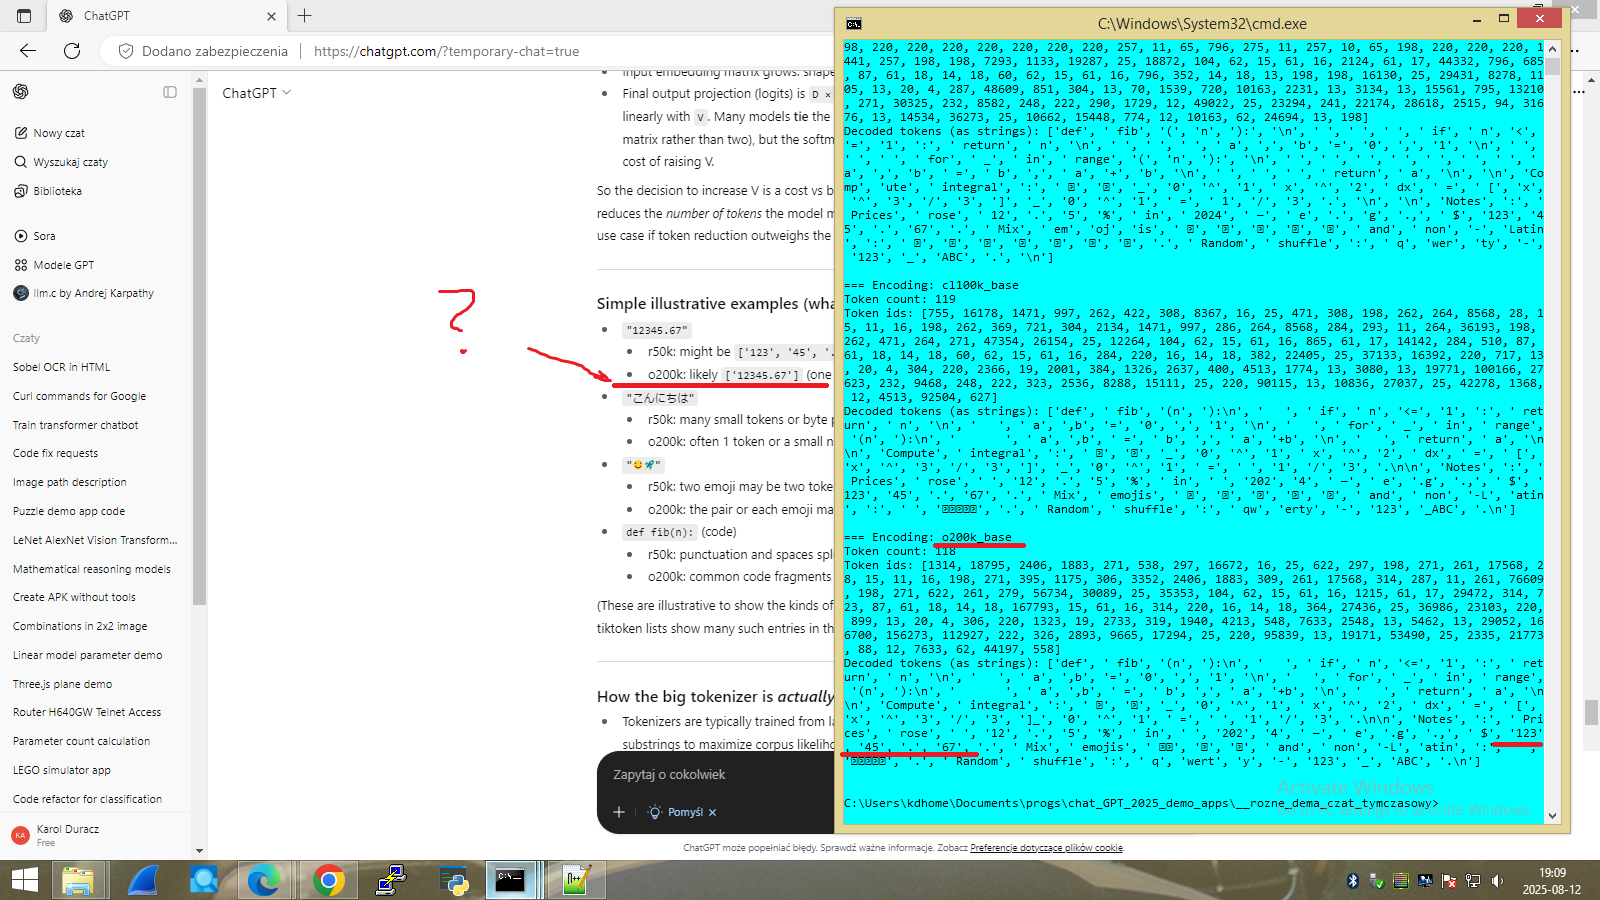 ChatGPT
Dodano zabezpieczenia
https://chatgpt.com/?temporary-chat=true
ChatGPT
Nowy czat
Wyszukaj czaty
Biblioteka
Sora
Modele GPT
llm.c by Andrej Karpathy
Czaty
Sobel OCR in HTML
Curl commands for Google
Train transformer chatbot
Code fix requests
Image path description
Puzzle demo app code
LeNet AlexNet Vision Transform...
Mathematical reasoning models
Create APK without tools
Combinations in 2x2 image
Linear model parameter demo
Three.js plane demo
Router H640GW Telnet Access
Parameter count calculation
LEGO simulator app
Code refactor for classification
KA
Karol Duracz
Free
Input embedding matrix grows: shape
Final output projection (logits) is D ×
linearly with V. Many models tie the
matrix rather than two), but the softm
cost of raising V.
So the decision to increase V is a cost vs b
reduces the number of tokens the model m
use case if token reduction outweighs the
Simple illustrative examples (wha
"12345.67"
r50k: might be ['123', '45', '.
o200k: likely ['12345.67'] (one
"こんにちは"
r50k: many small tokens or byte p
o200k: often 1 token or a small n
"😊🚀"
r50k: two emoji may be two toke
o200k: the pair or each emoji ma
def fib(n): (code)
r50k: punctuation and spaces spli
o200k: common code fragments
(These are illustrative to show the kinds of
tiktoken lists show many such entries in th
How the big tokenizer is actually
Tokenizers are typically trained from la
substrings to maximize corpus likeliho
?
Zapytaj o cokolwiek
Pomyśl
ChatGPT może popełniać błędy. Sprawdź ważne informacje. Zobacz Preferencje dotyczące plików cookie.
C:\Windows\System32\cmd.exe
98, 220, 220, 220, 220, 220, 220, 220, 257, 11, 65, 796, 275, 11, 257, 10, 65, 198, 220, 220, 220, 1
441, 257, 198, 198, 7293, 1133, 19287, 25, 18872, 104, 62, 15, 61, 16, 2124, 61, 17, 44332, 796, 685
, 87, 61, 18, 14, 18, 60, 62, 15, 61, 16, 796, 352, 14, 18, 13, 198, 198, 16130, 25, 29431, 8278, 11
05, 13, 20, 4, 287, 48609, 851, 304, 13, 70, 1539, 720, 10163, 2231, 13, 3134, 13, 15561, 795, 13210
, 271, 30325, 232, 8582, 248, 222, 290, 1729, 12, 49022, 25, 23294, 241, 22174, 28618, 2515, 94, 316
76, 13, 14534, 36273, 25, 10662, 15448, 774, 12, 10163, 62, 24694, 13, 198]
Decoded tokens (as strings): ['def', ' fib', '(', 'n', '):', '\n', ' ', ' ', ' ', ' if', ' n', '<',
'=', '1', ':', ' return', ' n', '\n', ' ', ' ', ' ', ' a', ',', 'b', '=', '0', ',', '1', '\n', ' ',
' ', ' ', ' for', ' _', ' in', ' range', '(', 'n', '):', '\n', ' ', ' ', ' ', ' ', ' ', ' ', ' ', '
a', ',', 'b', ' =', ' b', ',', ' a', '+', 'b', '\n', ' ', ' ', ' ', ' return', ' a', '\n', '\n', 'Co
mp', 'ute', ' integral', ':', ' �', '�', '_', '0', '^', '1', ' x', '^', '2', ' dx', ' =', ' [', 'x',
'^', '3', '/', '3', ']', '_', '0', '^', '1', ' =', ' 1', '/', '3', '.', '\n', '\n', 'Notes', ':', '
Prices', ' rose', ' 12', '.', '5', '%', ' in', ' 2024', ' —', ' e', '.', 'g', '.,', ' $', '123', '4
5', '.', '67', '.', ' Mix', ' em', 'oj', 'is', ' �', '�', '�', '�', '�', ' and', ' non', '-', 'Latin
', ':', ' �', '�', '�', '�', '�', '�', '�', '.', ' Random', ' shuffle', ':', ' q', 'wer', 'ty', '-',
'123', '_', 'ABC', '.', '\n']
=== Encoding: cl100k_base
Token count: 119
Token ids: [755, 16178, 1471, 997, 262, 422, 308, 8367, 16, 25, 471, 308, 198, 262, 264, 8568, 28, 1
5, 11, 16, 198, 262, 369, 721, 304, 2134, 1471, 997, 286, 264, 8568, 284, 293, 11, 264, 36193, 198,
262, 471, 264, 271, 47354, 26154, 25, 12264, 104, 62, 15, 61, 16, 865, 61, 17, 14142, 284, 510, 87,
61, 18, 14, 18, 60, 62, 15, 61, 16, 284, 220, 16, 14, 18, 382, 22405, 25, 37133, 16392, 220, 717, 13
, 20, 4, 304, 220, 2366, 19, 2001, 384, 1326, 2637, 400, 4513, 1774, 13, 3080, 13, 19771, 100166, 27
623, 232, 9468, 248, 222, 323, 2536, 8288, 15111, 25, 220, 90115, 13, 10836, 27037, 25, 42278, 1368,
12, 4513, 92504, 627]
Decoded tokens (as strings): ['def', ' fib', '(n', '):\n', '   ', ' if', ' n', '<=', '1', ':', ' ret
urn', ' n', '\n', '   ', ' a', ',b', '=', '0', ',', '1', '\n', '   ', ' for', ' _', ' in', ' range',
'(n', '):\n', '       ', ' a', ',b', ' =', ' b', ',', ' a', '+b', '\n', '   ', ' return', ' a', '\n
\n', 'Compute', ' integral', ':', ' �', '�', '_', '0', '^', '1', ' x', '^', '2', ' dx', ' =', ' [',
'x', '^', '3', '/', '3', ']', '_', '0', '^', '1', ' =', ' ', '1', '/', '3', '.\n\n', 'Notes', ':', '
Prices', ' rose', ' ', '12', '.', '5', '%', ' in', ' ', '202', '4', ' —', ' e', '.g', '.,', ' $', '
123', '45', '.', '67', '.', ' Mix', ' emojis', ' �', '�', '�', '�', '�', ' and', ' non', '-L', 'atin
', ':', ' ', 'こんにちは', '.', ' Random', ' shuffle', ':', ' qw', 'erty', '-', '123', '_ABC', '.\n']
=== Encoding: o200k_base
Token count: 118
Token ids: [1314, 18795, 2406, 1883, 271, 538, 297, 16672, 16, 25, 622, 297, 198, 271, 261, 17568, 2
8, 15, 11, 16, 198, 271, 395, 1175, 306, 3352, 2406, 1883, 309, 261, 17568, 314, 287, 11, 261, 76609
, 198, 271, 622, 261, 279, 56734, 30089, 25, 35353, 104, 62, 15, 61, 16, 1215, 61, 17, 29472, 314, 7
23, 87, 61, 18, 14, 18, 167793, 15, 61, 16, 314, 220, 16, 14, 18, 364, 27436, 25, 36986, 23103, 220,
899, 13, 20, 4, 306, 220, 1323, 19, 2733, 319, 1940, 4213, 548, 7633, 2548, 13, 5462, 13, 29052, 16
6700, 156273, 112927, 222, 326, 2893, 9665, 17294, 25, 220, 95839, 13, 19171, 53490, 25, 2335, 21773
, 88, 12, 7633, 62, 44197, 558]
Decoded tokens (as strings): ['def', ' fib', '(n', '):\n', '   ', ' if', ' n', '<=', '1', ':', ' ret
urn', ' n', '\n', '   ', ' a', ',b', '=', '0', ',', '1', '\n', '   ', ' for', ' _', ' in', ' range',
'(n', '):\n', '       ', ' a', ',b', ' =', ' b', ',', ' a', '+b', '\n', '   ', ' return', ' a', '\n
\n', 'Compute', ' integral', ':', ' �', '�', '_', '0', '^', '1', ' x', '^', '2', ' dx', ' =', ' [',
'x', '^', '3', '/', '3', ']_', '0', '^', '1', ' =', ' ', '1', '/', '3', '.\n\n', 'Notes', ':', ' Pri
ces', ' rose', ' ', '12', '.', '5', '%', ' in', ' ', '202', '4', ' —', ' e', '.g', '.,', ' $', '123'
, '45', '.', '67', '.', ' Mix', ' emojis', ' ��', '�', '�', ' and', ' non', '-L', 'atin', ':', ' ',
'こんにちは', '.', ' Random', ' shuffle', ':', ' q', 'wert', 'y', '-', '123', '_', 'ABC', '.\n']
C:\Users\kdhome\Documents\progs\chat_GPT_2025_demo_apps\__rozne_dema_czat_tymczasowy>
Activate Windows
Go to PC settings to activate Windows.
19:09
2025-08-12